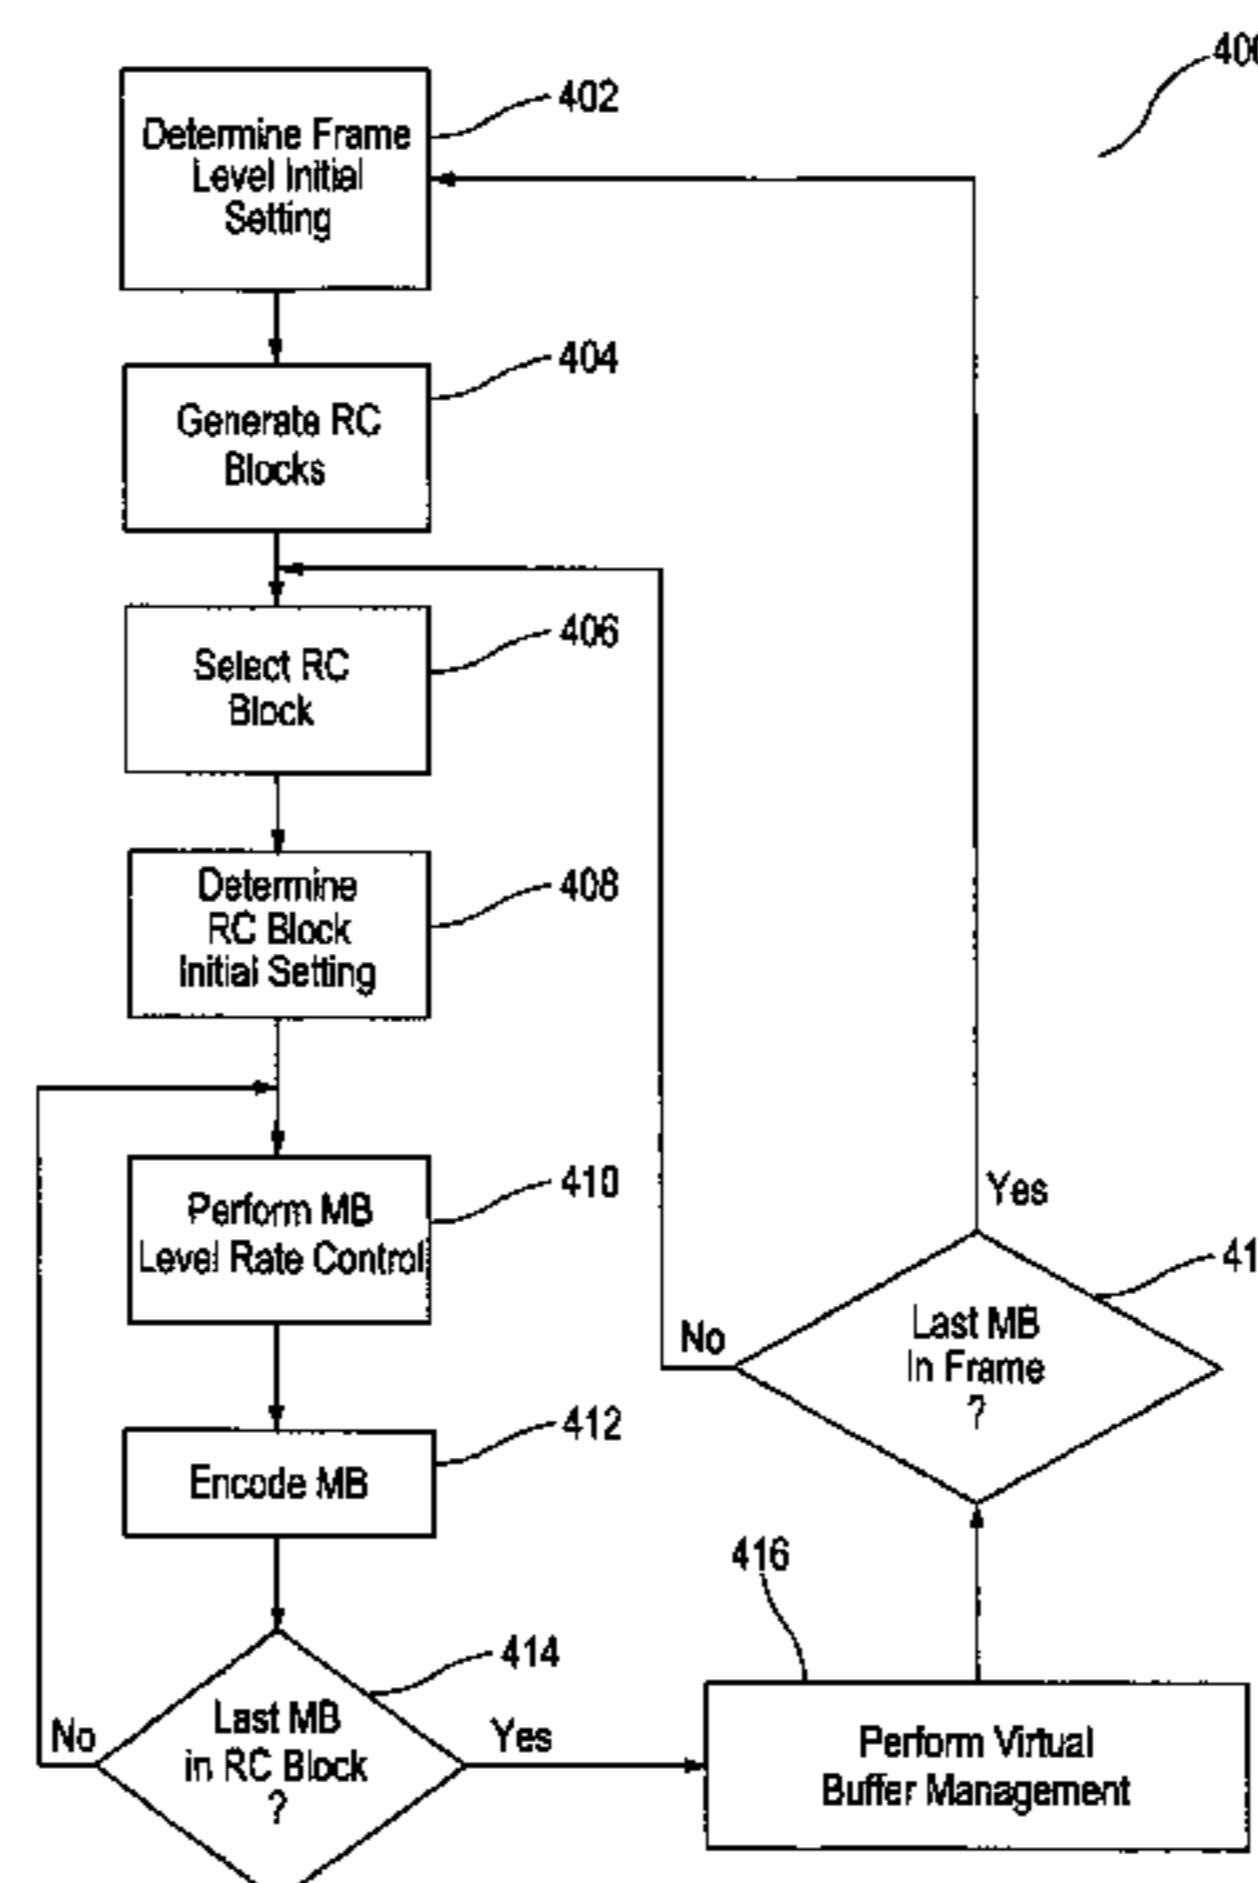 400
402
Determine Frame
Level Initial
Setting
404
Generate RC
Blocks
406
Select RC
Block
408
Determine
RC Block
Initial Setting
410
Perform MB
Level Rate Control
Yes
Last MB
In Frame
?
No
412
Encode MB
416
414
Last MB
in RC Block
?
No
Yes
Perform Virtual
Buffer Management